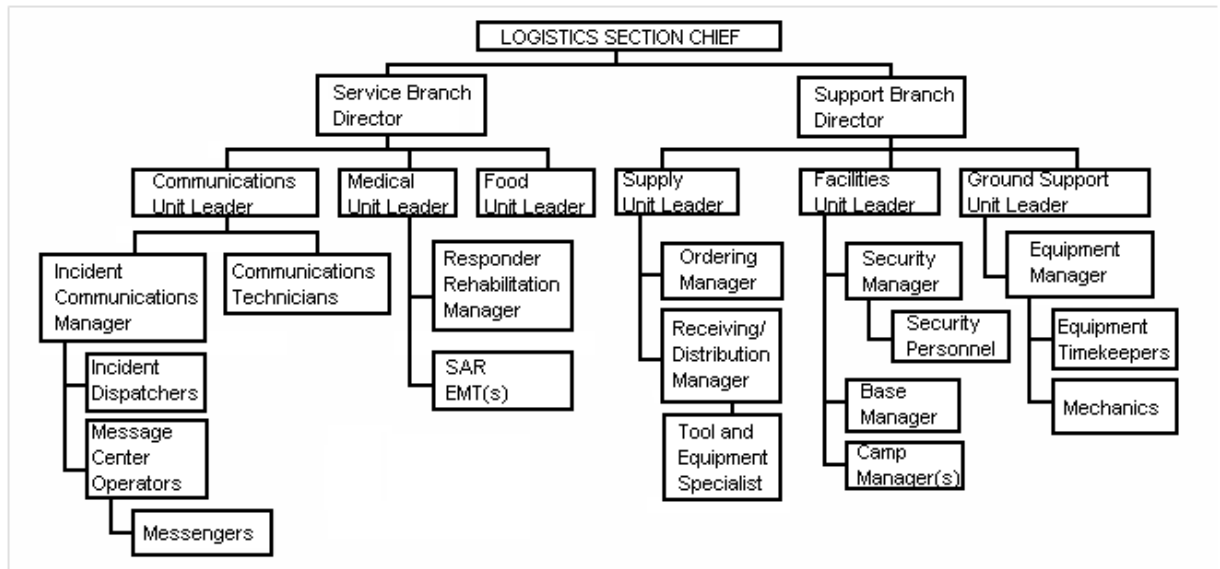 LOGISTICS SECTION CHIEF
Service Branch
Director
Support Branch
Director
Communications
Unit Leader
Medical
Unit Leader
Food
Unit Leader
Supply
Unit Leader
Facilities
Unit Leader
Ground Support
Unit Leader
Incident
Communications
Manager
Communications
Technicians
Responder
Rehabilitation
Manager
Ordering
Manager
Security
Manager
Equipment
Manager
Incident
Dispatchers
SAR
EMT(s)
Receiving/
Distribution
Manager
Security
Personnel
Equipment
Timekeepers
Message
Center
Operators
Base
Manager
Mechanics
Tool and
Equipment
Specialist
Camp
Manager(s)
Messengers